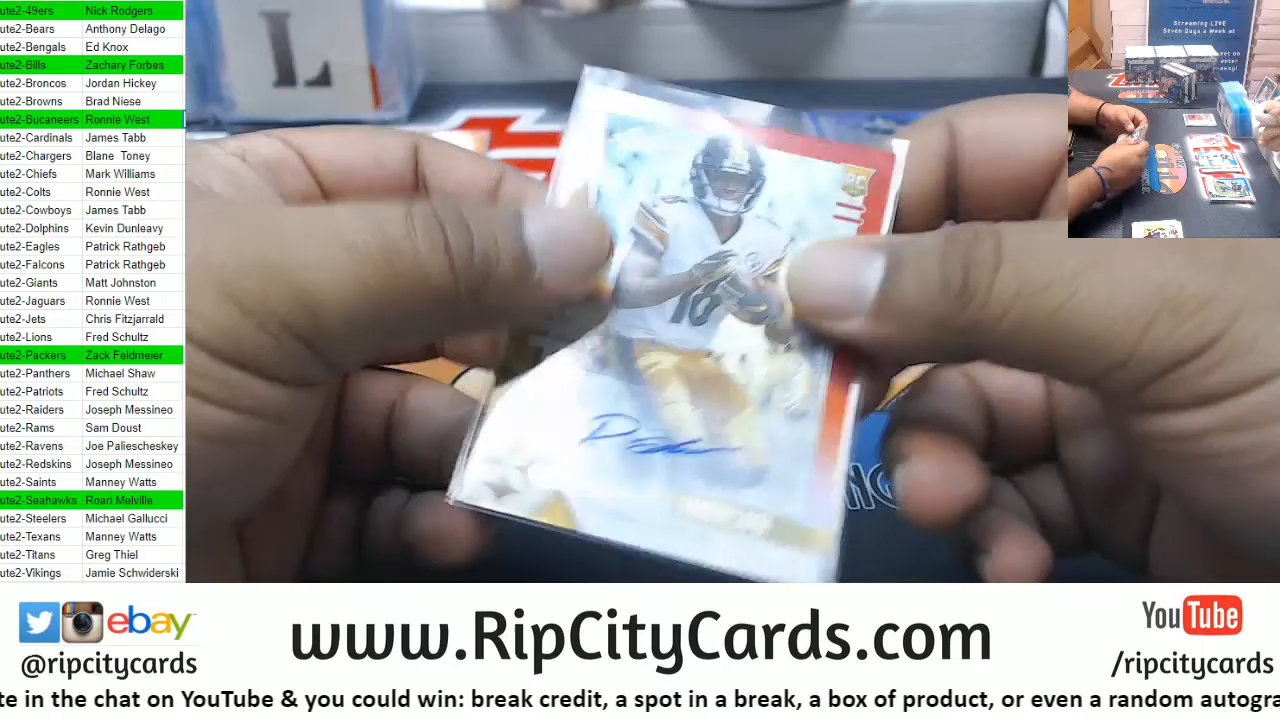 ute2-49ers Nick Rodgers
ute2-Bears Anthony Delago
ute2-Bengals Ed Knox
ute2-Bills Zachary Forbes
ute2-Broncos Jordan Hickey
ute2-Browns Brad Niese
ute2-Bucaneers Ronnie West
ute2-Cardinals James Tabb
ute2-Chargers Blane Toney
ute2-Chiefs Mark Williams
ute2-Colts Ronnie West
ute2-Cowboys James Tabb
ute2-Dolphins Kevin Dunleavy
ute2-Eagles Patrick Rathgeb
ute2-Falcons Patrick Rathgeb
ute2-Giants Matt Johnston
ute2-Jaguars Ronnie West
ute2-Jets Chris Fitzjarrald
ute2-Lions Fred Schultz
ute2-Packers Zack Feldmeier
ute2-Panthers Michael Shaw
ute2-Patriots Fred Schultz
ute2-Raiders Joseph Messineo
ute2-Rams Sam Doust
ute2-Ravens Joe Paliescheskey
ute2-Redskins Joseph Messineo
ute2-Saints Manney Watts
ute2-Seahawks Roari Melville
ute2-Steelers Michael Gallucci
ute2-Texans Manney Watts
ute2-Titans Greg Thiel
ute2-Vikings Jamie Schwiderski
L
RC
18
Streaming LIVE
Seven Days a Week at
ebay
@ripcitycards
www.RipCityCards.com
YouTube
/ripcitycards
te in the chat on YouTube & you could win: break credit, a spot in a break, a box of product, or even a random autogra